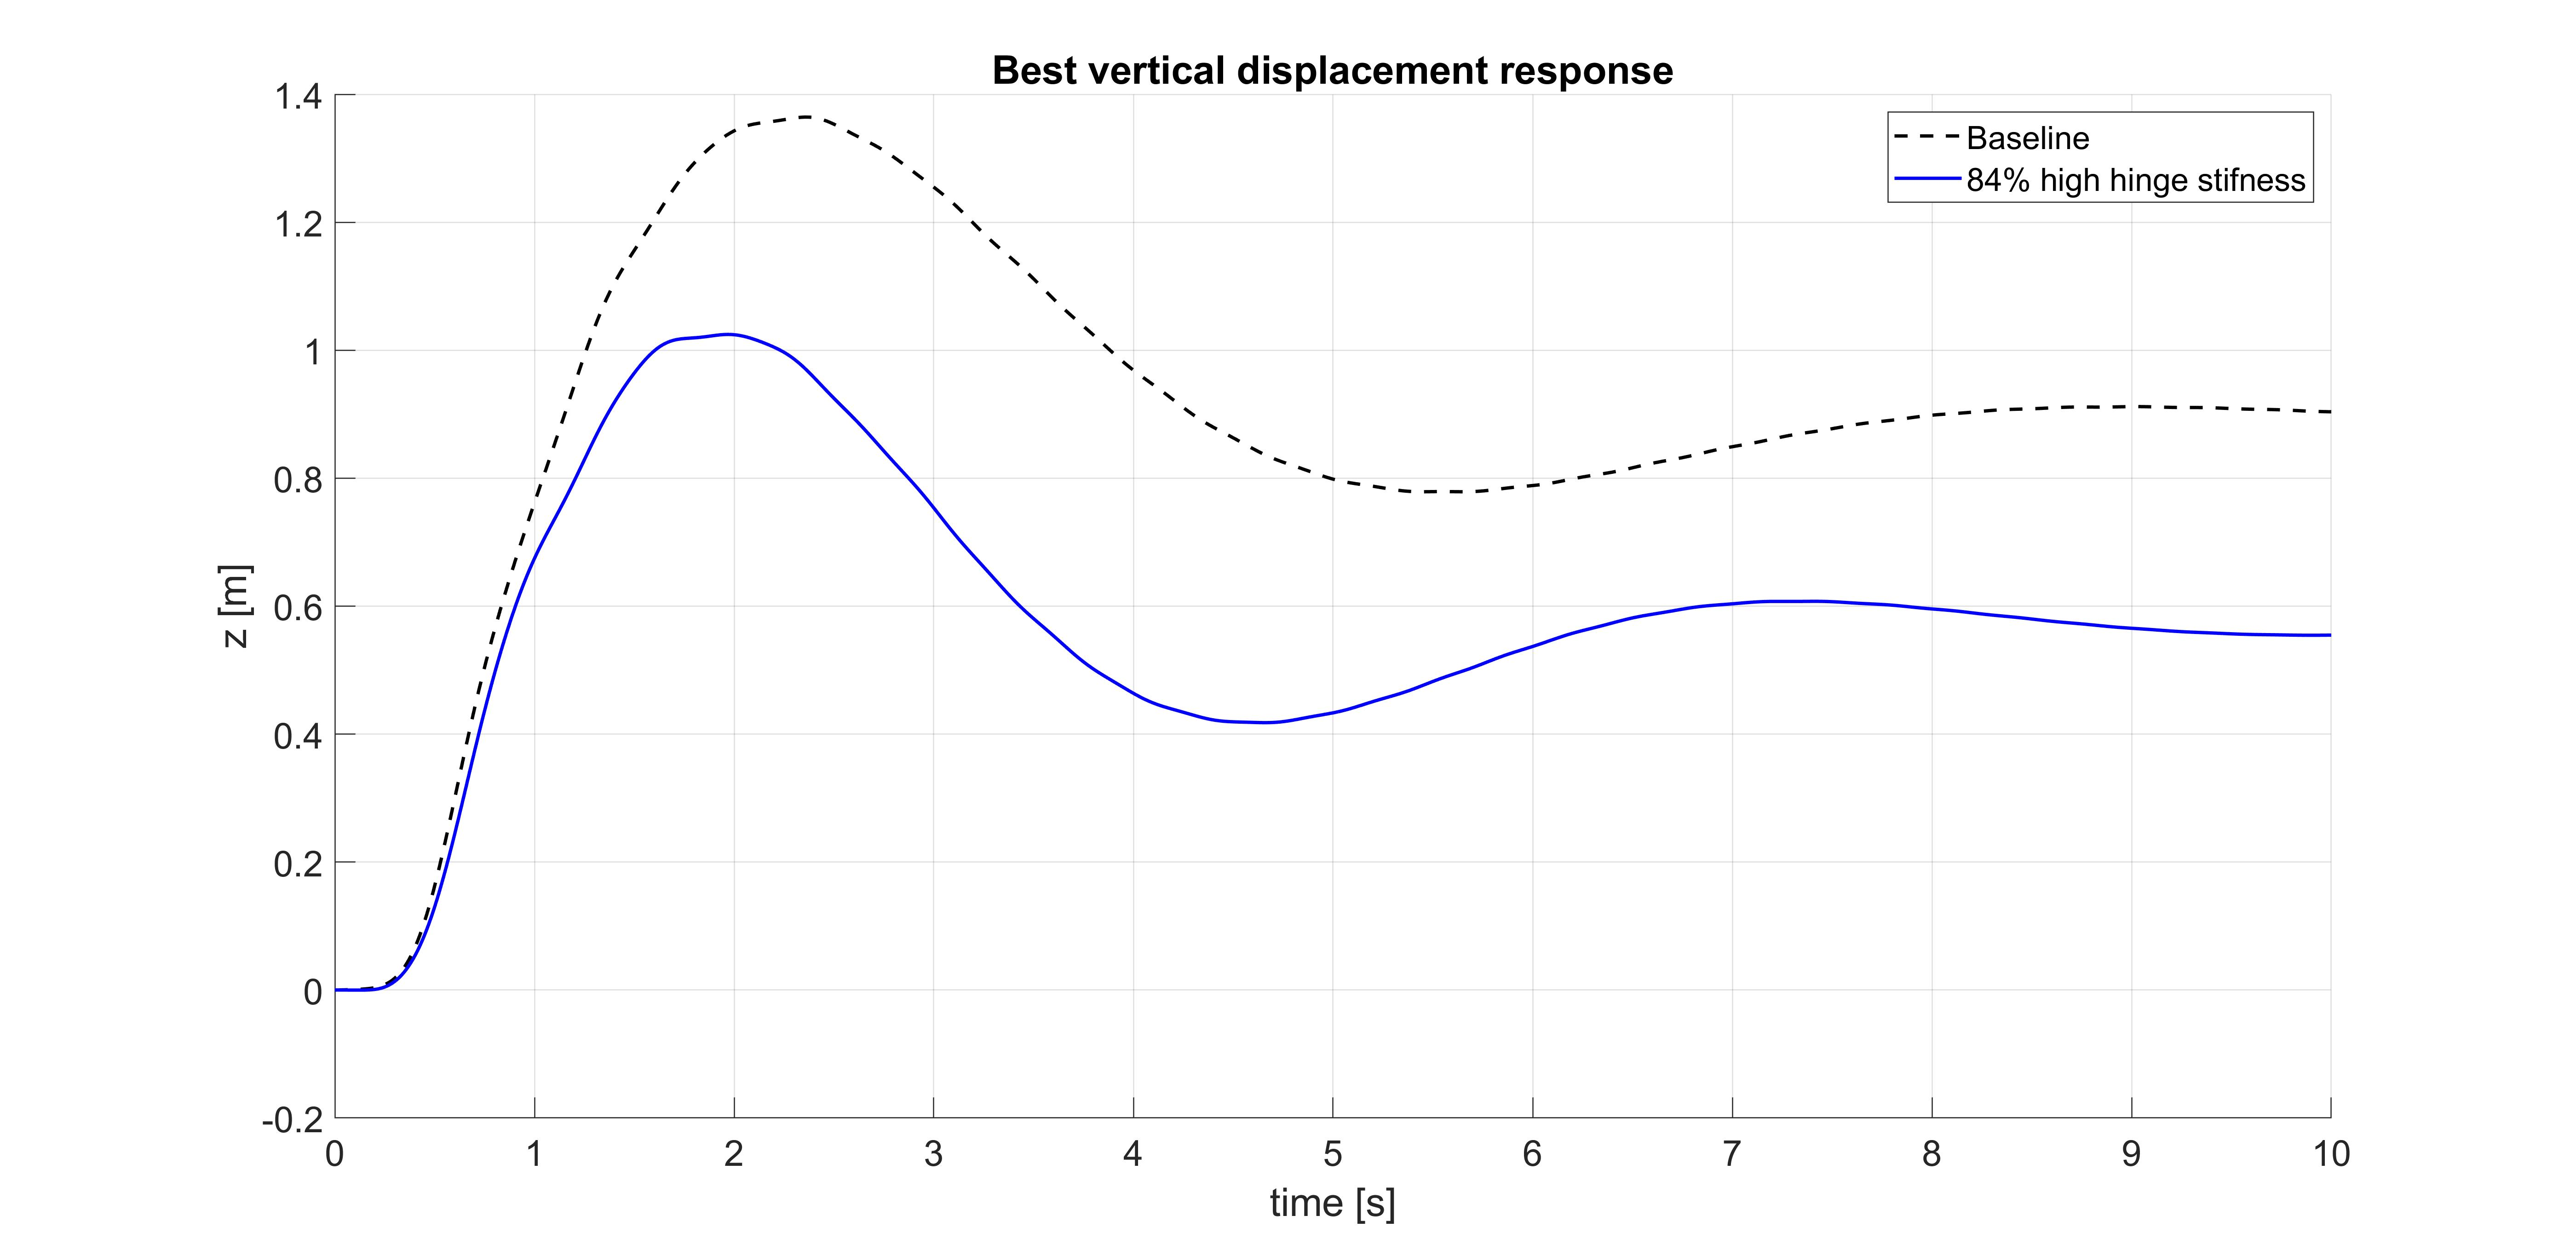 Best vertical displacement response
1.4
1.2
1
0.8
0.6
0.4
0.2
0
-0.2
z [m]
Baseline
84% high hinge stifness
0 1 2 3 4 5 6 7 8 9 10
time [s]